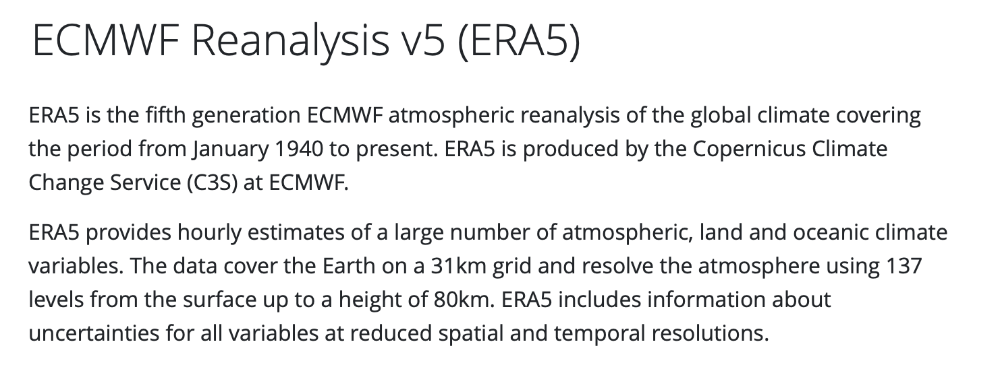 ECMWF Reanalysis v5 (ERA5)
ERA5 is the fifth generation ECMWF atmospheric reanalysis of the global climate covering
the period from January 1940 to present. ERA5 is produced by the Copernicus Climate
Change Service (C3S) at ECMWF.
ERA5 provides hourly estimates of a large number of atmospheric, land and oceanic climate
variables. The data cover the Earth on a 31km grid and resolve the atmosphere using 137
levels from the surface up to a height of 80km. ERA5 includes information about
uncertainties for all variables at reduced spatial and temporal resolutions.